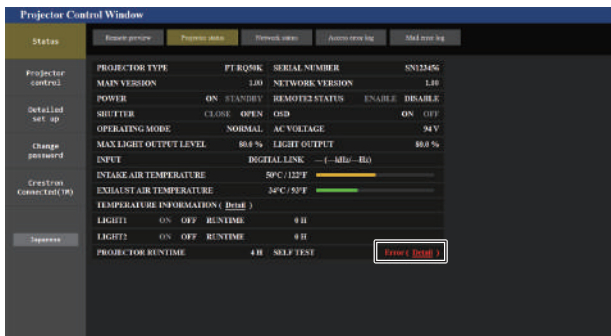 Projector Control Window
Status
Remote preview Projector status Network status Access error log Mail error log
Projector control
Detailed set up
Change password
Crestron Connected(TM)
Japanese
PROJECTOR TYPE PT-RQ50K SERIAL NUMBER SN123456
MAIN VERSION 1.00 NETWORK VERSION 1.00
POWER ON STANDBY REMOTE2 STATUS ENABLE DISABLE
SHUTTER CLOSE OPEN OSD ON OFF
OPERATING MODE NORMAL AC VOLTAGE 94 V
MAX LIGHT OUTPUT LEVEL 80.0 % LIGHT OUTPUT 80.0 %
INPUT DIGITAL LINK —(—kHz/—Hz)
INTAKE AIR TEMPERATURE 50°C / 122°F
EXHAUST AIR TEMPERATURE 34°C / 93°F
TEMPERATURE INFORMATION ( Detail )
LIGHT1 ON OFF RUNTIME 0 H
LIGHT2 ON OFF RUNTIME 0 H
PROJECTOR RUNTIME 4 H SELF TEST Error ( Detail )